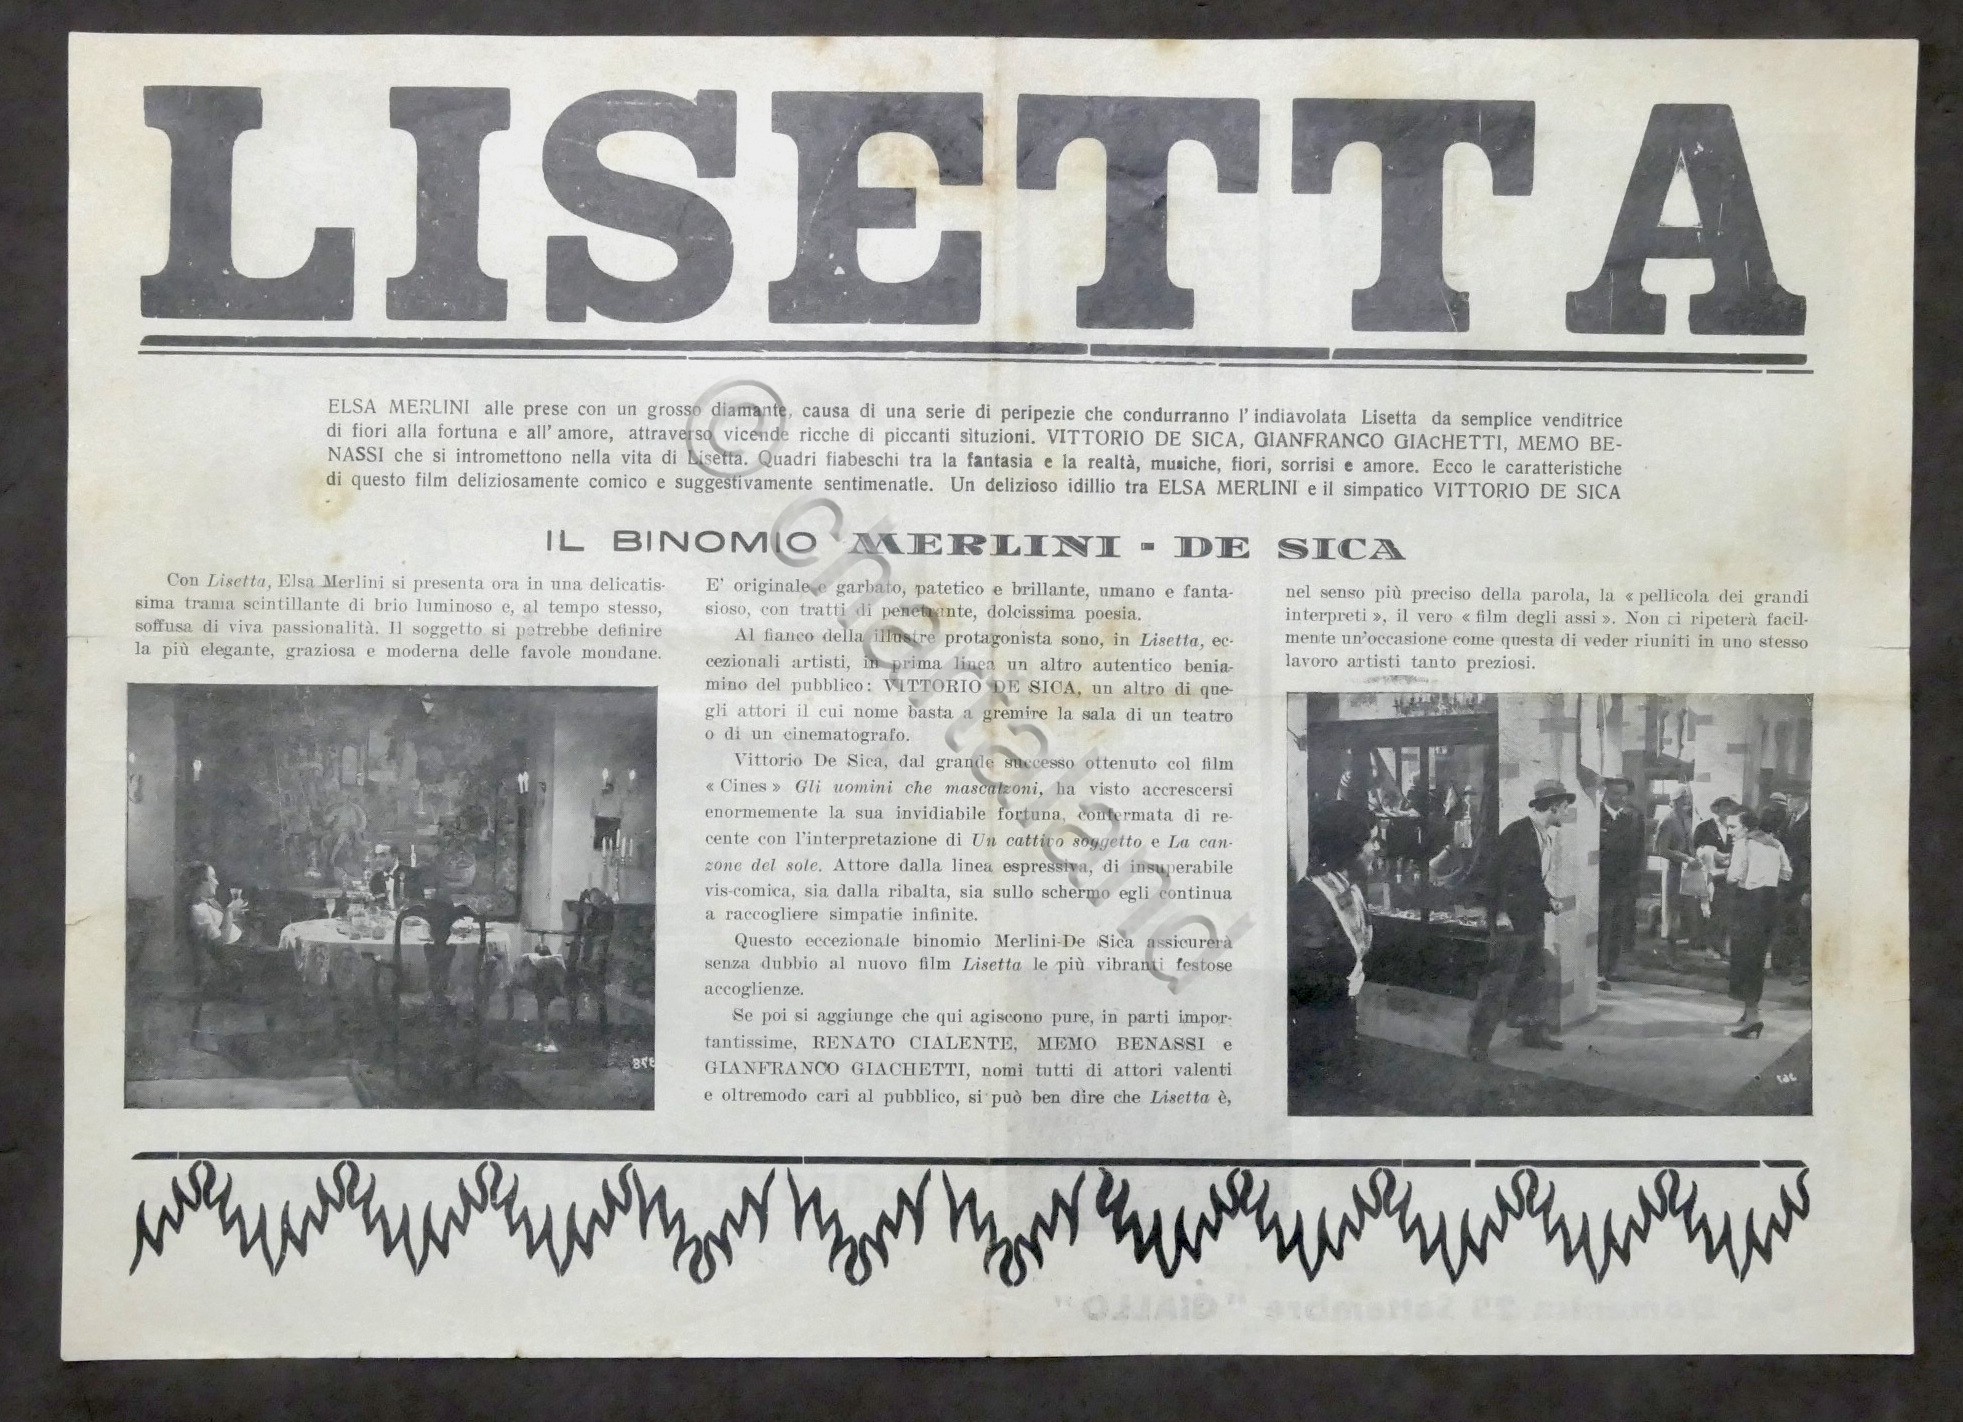 LISETTA
ELSA MERLINI alle prese con un grosso diamante, causa di una serie di peripezie che condurranno l'indiavolata Lisetta da semplice venditrice
di fiori alla fortuna e all'amore, attraverso vicende ricche di piccanti situzioni. VITTORIO DE SICA, GIANFRANCO GIACHETTI, MEMO BE-
NASSI che si intromettono nella vita di Lisetta. Quadri fiabeschi tra la fantasia e la realtà, musiche, fiori, sorrisi e amore. Ecco le caratteristiche
di questo film deliziosamente comico e suggestivamente sentimenatle. Un delizioso idillio tra ELSA MERLINI e il simpatico VITTORIO DE SICA
IL BINOMIO MERLINI - DE SICA
Con Lisetta, Elsa Merlini si presenta ora in una delicatis-
sima trama scintillante di brio luminoso e, al tempo stesso,
soffusa di viva passionalità. Il soggetto si potrebbe definire
la più elegante, graziosa e moderna delle favole mondane.
E' originale e garbato, patetico e brillante, umano e fanta-
sioso, con tratti di penetrante, dolcissima poesia.
Al fianco della illustre protagonista sono, in Lisetta, ec-
cezionali artisti, in prima linea un altro autentico benia-
mino del pubblico: VITTORIO DE SICA, un altro di que-
gli attori il cui nome basta a gremire la sala di un teatro
o di un cinematografo.
Vittorio De Sica, dal grande successo ottenuto col film
« Cines » Gli uomini che mascalzoni, ha visto accrescersi
enormemente la sua invidiabile fortuna, confermata di re-
cente con l'interpretazione di Un cattivo soggetto e La can-
zone del sole. Attore dalla linea espressiva, di insuperabile
vis-comica, sia dalla ribalta, sia sullo schermo egli continua
a raccogliere simpatie infinite.
Questo eccezionale binomio Merlini-De Sica assicurerà
senza dubbio al nuovo film Lisetta le più vibranti festose
accoglienze.
Se poi si aggiunge che qui agiscono pure, in parti impor-
tantissime, RENATO CIALENTE, MEMO BENASSI e
GIANFRANCO GIACHETTI, nomi tutti di attori valenti
e oltremodo cari al pubblico, si può ben dire che Lisetta è,
nel senso più preciso della parola, la « pellicola dei grandi
interpreti », il vero « film degli assi ». Non ci ripeterà facil-
mente un'occasione come questa di veder riuniti in uno stesso
lavoro artisti tanto preziosi.
© chartaland
Domenica 29 Settembre "GIALLO"